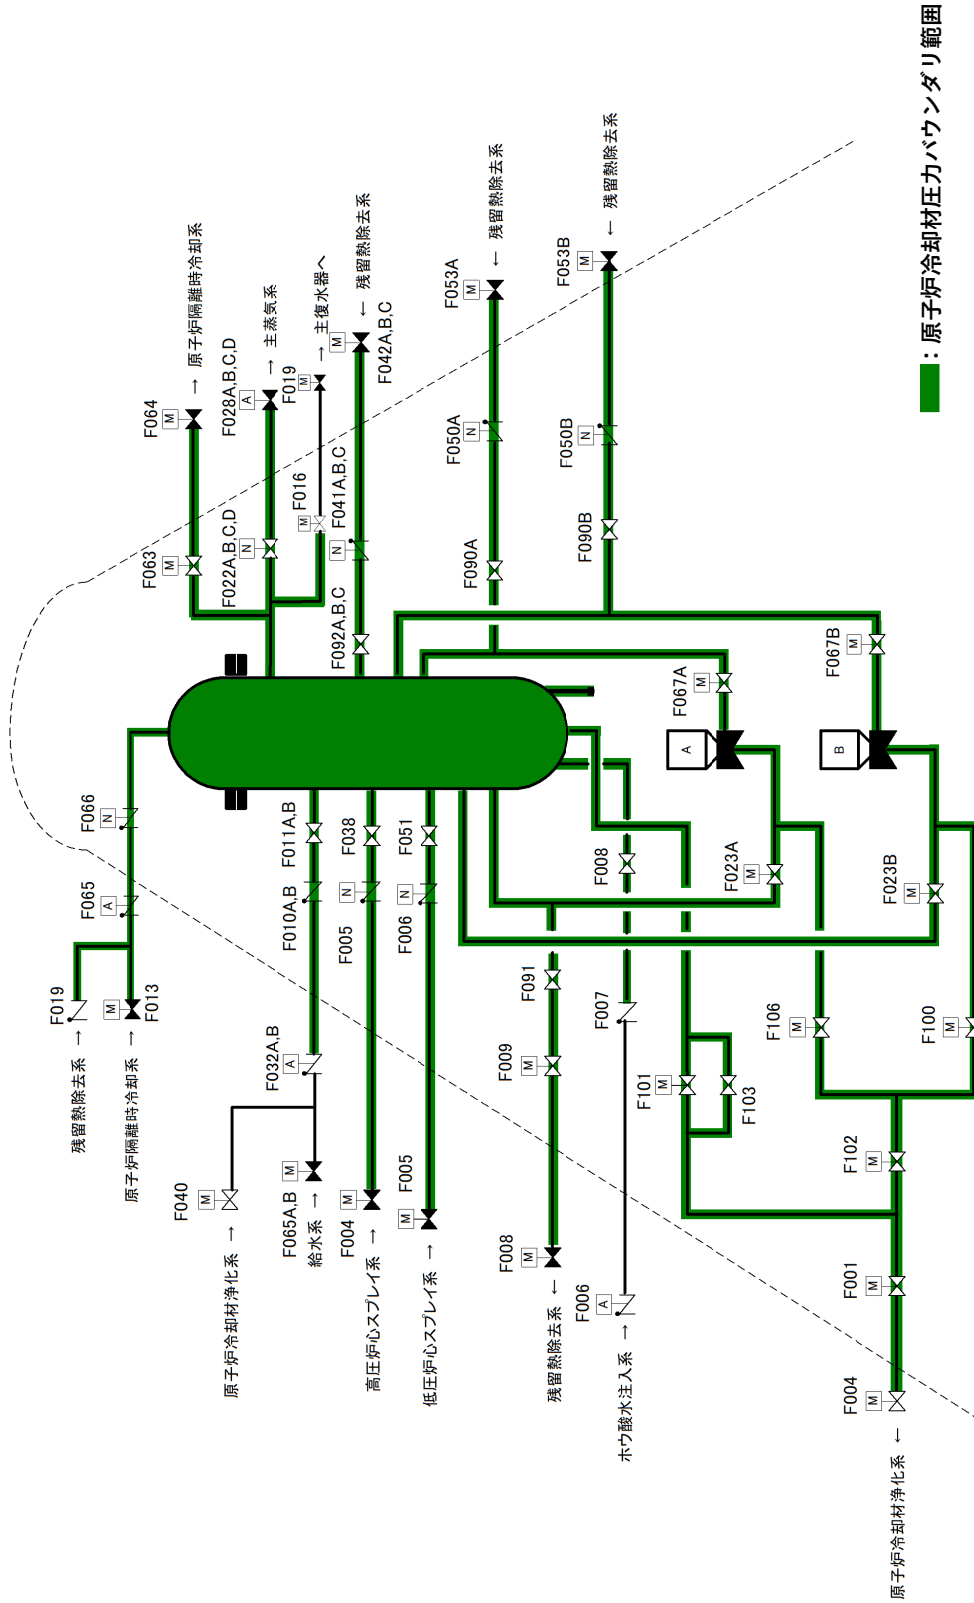 :原子炉冷却材圧力バウンダリ範囲
F019
残留熱除去系 →
M
F013
原子炉隔離時冷却系 →
A
F065
N
F066
M
F063
M
F064
→ 原子炉隔離時冷却系
N
F022A,B,C,D
A
F028A,B,C,D
→ 主蒸気系
M
F016
M
F019
→ 主復水器へ
F092A,B,C
N
F041A,B,C
M
F042A,B,C
← 残留熱除去系
F090A
N
F050A
M
F053A
← 残留熱除去系
F090B
N
F050B
M
F053B
← 残留熱除去系
M
F040
原子炉冷却材浄化系 →
M
F065A,B
給水系 →
A
F032A,B
F010A,B
F011A,B
M
F004
高圧炉心スプレイ系 →
N
F005
F038
M
F005
低圧炉心スプレイ系 →
N
F006
F051
M
F008
残留熱除去系 ←
M
F009
F091
A
F006
ホウ酸水注入系 →
F007
F008
M
F101
F103
M
F067A
A
M
F023A
M
F067B
B
M
F023B
M
F106
M
F100
M
F102
M
F001
M
F004
原子炉冷却材浄化系 ←